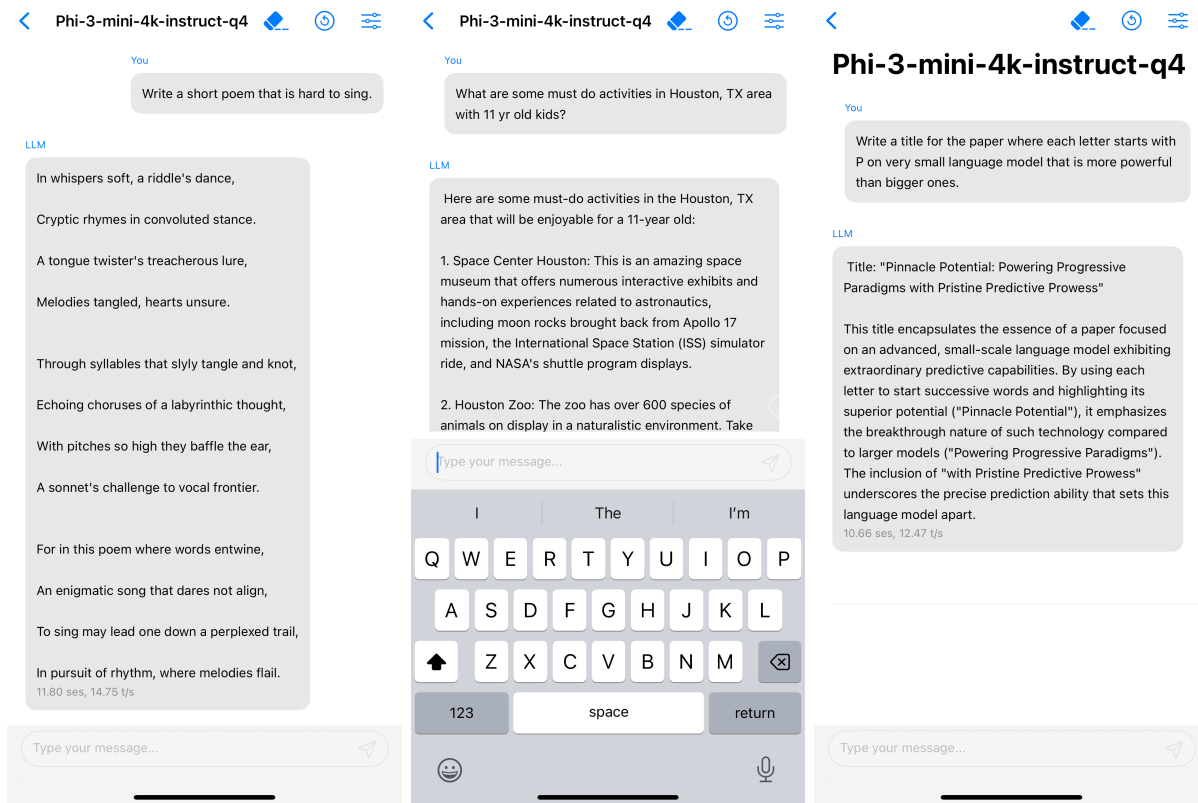 Phi-3-mini-4k-instruct-q4
You
Write a short poem that is hard to sing.
LLM
In whispers soft, a riddle's dance,
Cryptic rhymes in convoluted stance.
A tongue twister's treacherous lure,
Melodies tangled, hearts unsure.
Through syllables that slyly tangle and knot,
Echoing choruses of a labyrinthic thought,
With pitches so high they baffle the ear,
A sonnet's challenge to vocal frontier.
For in this poem where words entwine,
An enigmatic song that dares not align,
To sing may lead one down a perplexed trail,
In pursuit of rhythm, where melodies flail.
11.80 ses, 14.75 t/s
Type your message...
Phi-3-mini-4k-instruct-q4
You
What are some must do activities in Houston, TX area
with 11 yr old kids?
LLM
Here are some must-do activities in the Houston, TX
area that will be enjoyable for a 11-year old:
1. Space Center Houston: This is an amazing space
museum that offers numerous interactive exhibits and
hands-on experiences related to astronautics,
including moon rocks brought back from Apollo 17
mission, the International Space Station (ISS) simulator
ride, and NASA's shuttle program displays.
2. Houston Zoo: The zoo has over 600 species of
animals on display in a naturalistic environment. Take
Type your message...
I The I'm
Q W E R T Y U I O P
A S D F G H J K L
Z X C V B N M
123 space return
Phi-3-mini-4k-instruct-q4
You
Write a title for the paper where each letter starts with
P on very small language model that is more powerful
than bigger ones.
LLM
Title: "Pinnacle Potential: Powering Progressive
Paradigms with Pristine Predictive Prowess"
This title encapsulates the essence of a paper focused
on an advanced, small-scale language model exhibiting
extraordinary predictive capabilities. By using each
letter to start successive words and highlighting its
superior potential ("Pinnacle Potential"), it emphasizes
the breakthrough nature of such technology compared
to larger models ("Powering Progressive Paradigms").
The inclusion of "with Pristine Predictive Prowess"
underscores the precise prediction ability that sets this
language model apart.
10.66 ses, 12.47 t/s
Type your message...